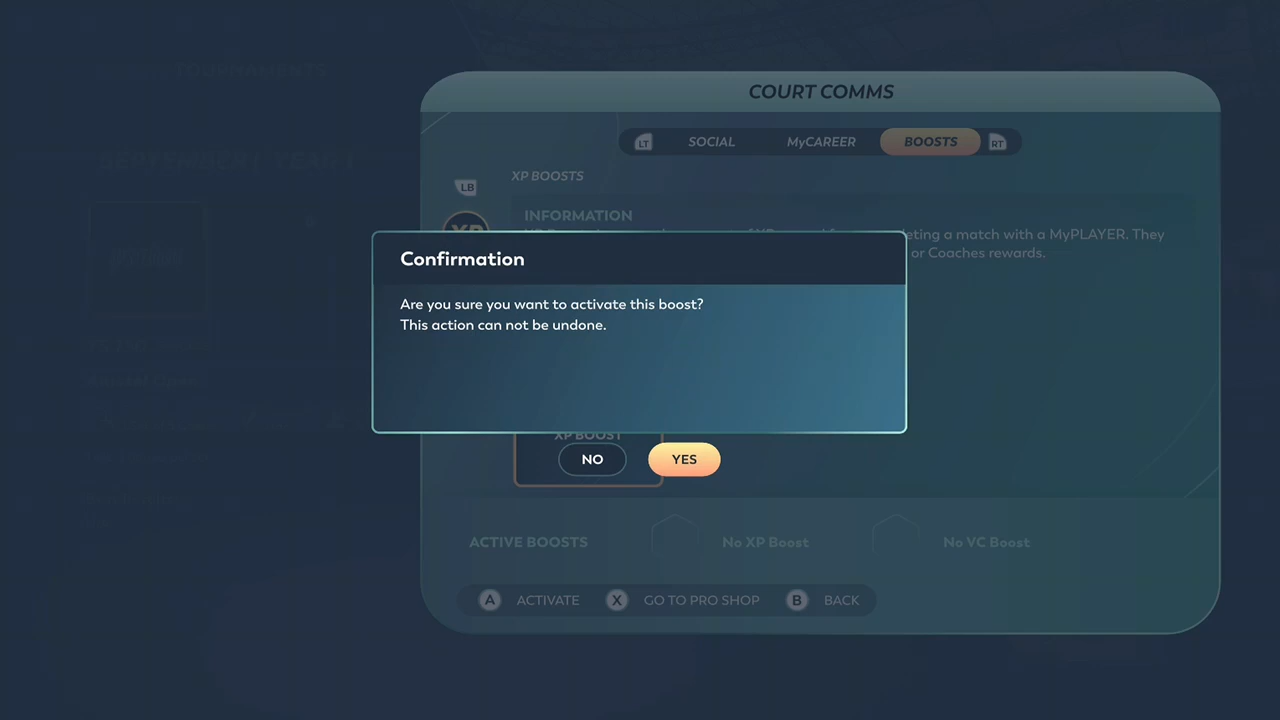 TOURNAMENTS
COURT COMMS
LT SOCIAL MyCAREER BOOSTS RT
XP BOOSTS
LB
INFORMATION
XP
eting a match with a MyPLAYER. They
or Coaches rewards.
Confirmation
Are you sure you want to activate this boost?
This action can not be undone.
XP BOOST
NO YES
ACTIVE BOOSTS No XP Boost No VC Boost
A ACTIVATE X GO TO PRO SHOP B BACK